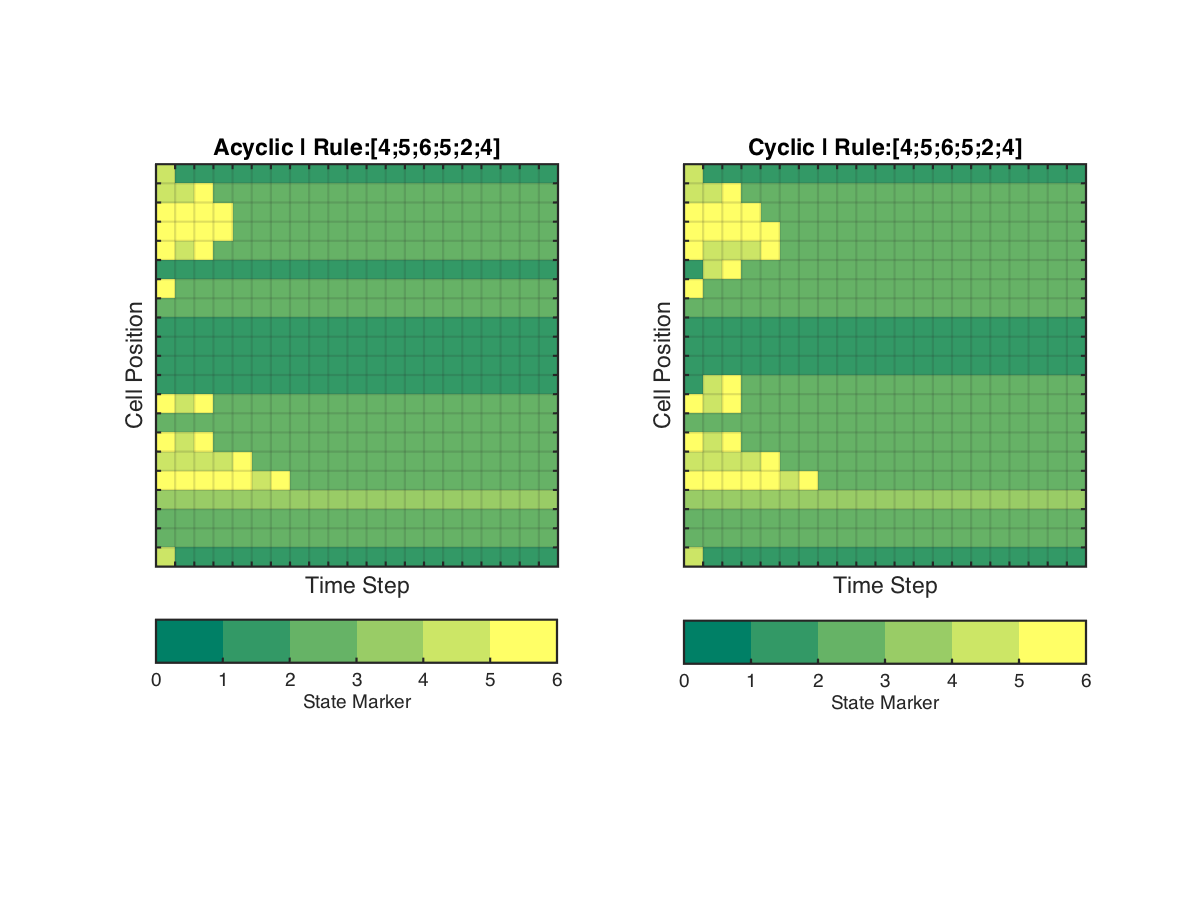 Acyclic | Rule:[4;5;6;5;2;4]
Cell Position
Time Step
0 1 2 3 4 5 6
State Marker
Cyclic | Rule:[4;5;6;5;2;4]
Cell Position
Time Step
0 1 2 3 4 5 6
State Marker